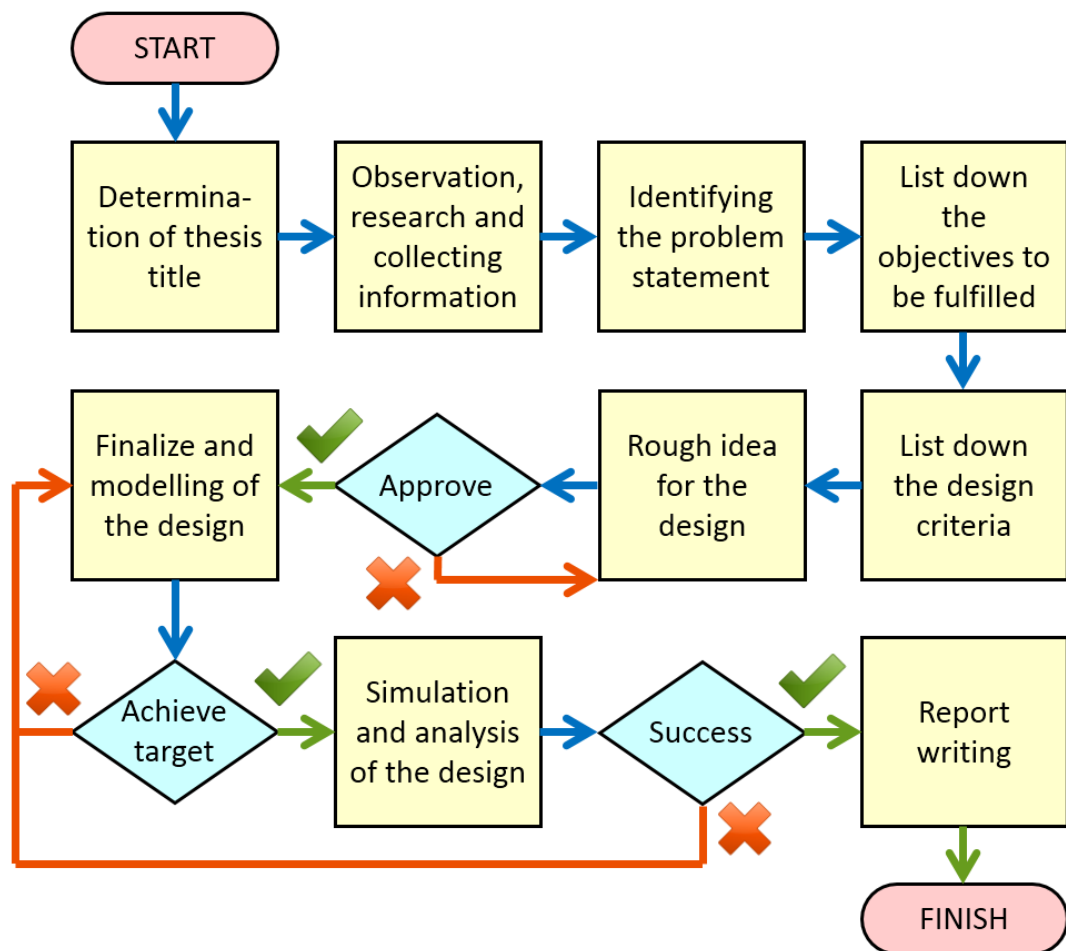 START
Determina-
tion of thesis
title
Observation,
research and
collecting
information
Identifying
the problem
statement
List down
the
objectives to
be fulfilled
List down
the design
criteria
Rough idea
for the
design
Approve
Finalize and
modelling of
the design
Achieve
target
Simulation
and analysis
of the design
Success
Report
writing
FINISH